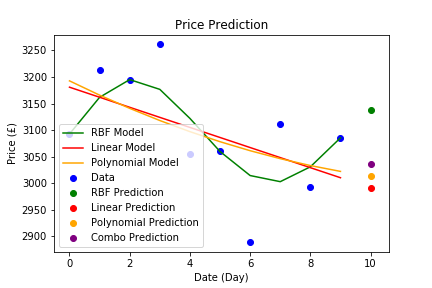 Price Prediction
3250
3200
3150
3100
3050
3000
2950
2900
Price (£)
RBF Model
Linear Model
Polynomial Model
Data
RBF Prediction
Linear Prediction
Polynomial Prediction
Combo Prediction
0 2 4 6 8 10
Date (Day)